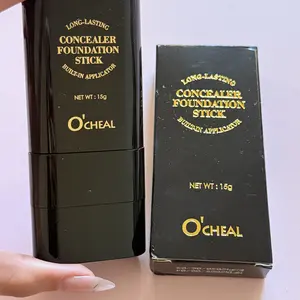 LONG-LASTING
CONCEALER
FOUNDATION
STICK
BUILT-IN APPLICATOR
NET WT : 15g
O'CHEAL
LONG-LASTING
CONCEALER
FOUNDATION
STICK
BUILT-IN APPLICATOR
NET WT : 15g
O'CHEAL